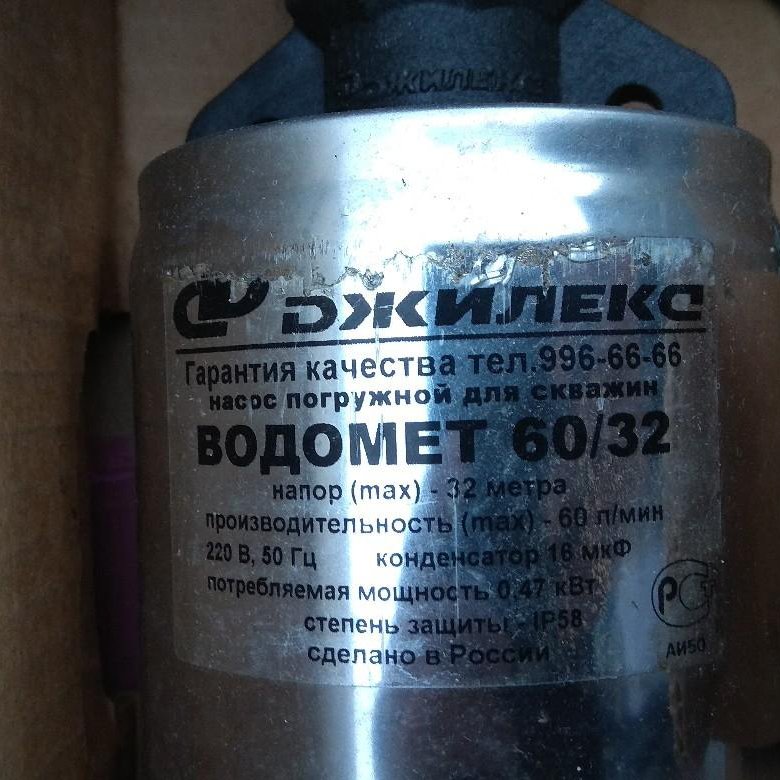 ДЖИЛЕКС
ДЖИЛЕКС
Гарантия качества тел.996-66-66
насос погружной для скважин
ВОДОМЕТ 60/32
напор (max) - 32 метра
производительность (max) - 60 л/мин
220 В, 50 Гц конденсатор 16 мкФ
потребляемая мощность 0,47 кВт
степень защиты - IP58
сделано в России
РСТ
АИ50